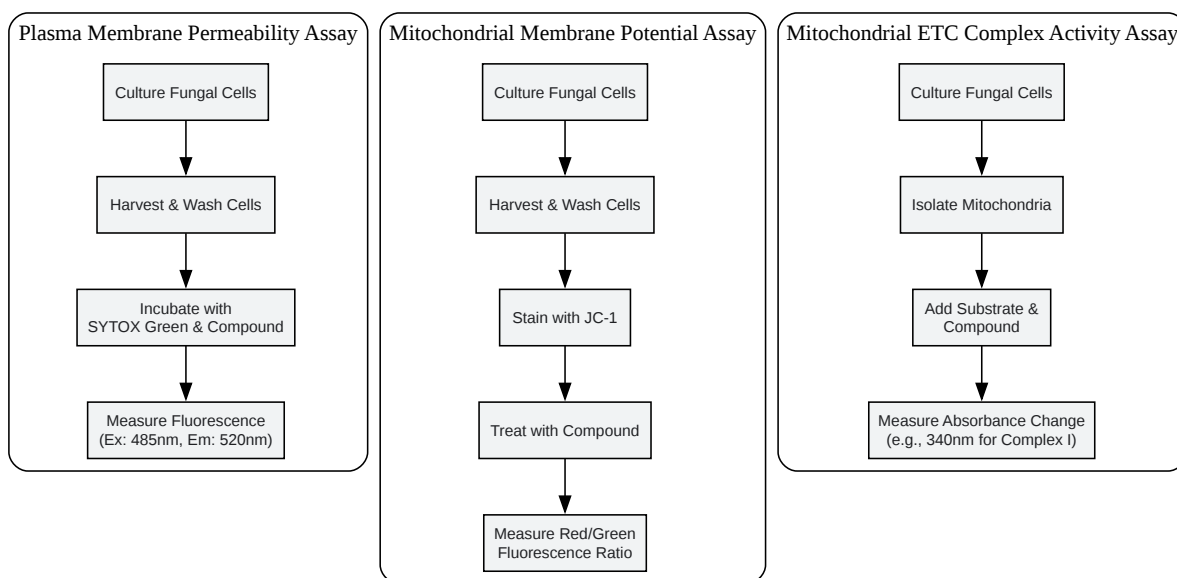 Plasma Membrane Permeability Assay
Culture Fungal Cells
Harvest & Wash Cells
Incubate with
SYTOX Green & Compound
Measure Fluorescence
(Ex: 485nm, Em: 520nm)
Mitochondrial Membrane Potential Assay
Culture Fungal Cells
Harvest & Wash Cells
Stain with JC-1
Treat with Compound
Measure Red/Green
Fluorescence Ratio
Mitochondrial ETC Complex Activity Assay
Culture Fungal Cells
Isolate Mitochondria
Add Substrate &
Compound
Measure Absorbance Change
(e.g., 340nm for Complex I)